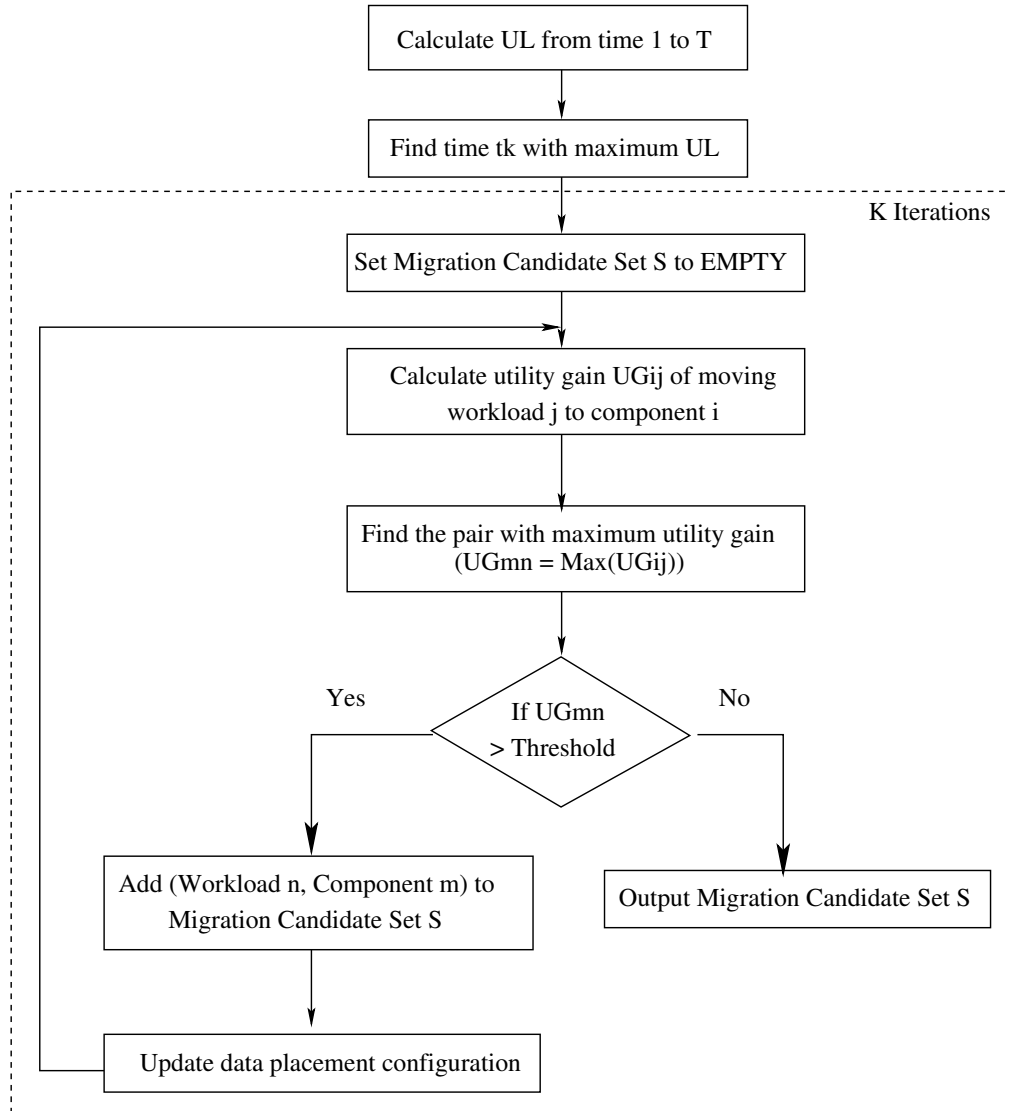 Calculate UL from time 1 to T
Find time tk with maximum UL
K Iterations
Set Migration Candidate Set S to EMPTY
Calculate utility gain UGij of moving
workload j to component i
Find the pair with maximum utility gain
(UGmn = Max(UGij))
Yes
No
If UGmn
> Threshold
Add (Workload n, Component m) to
Migration Candidate Set S
Output Migration Candidate Set S
Update data placement configuration